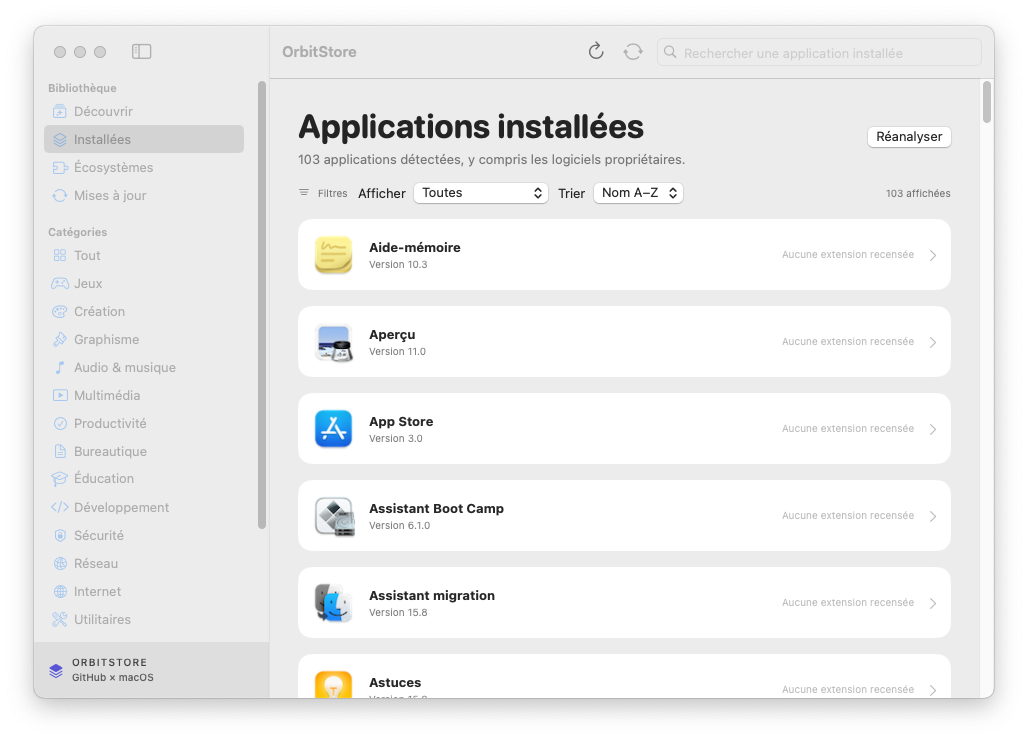 OrbitStore
Rechercher une application installée
Bibliothèque
Découvrir
Installées
Écosystèmes
Mises à jour
Catégories
Tout
Jeux
Création
Graphisme
Audio & musique
Multimédia
Productivité
Bureautique
Éducation
Développement
Sécurité
Réseau
Internet
Utilitaires
ORBITSTORE
GitHub × macOS
Applications installées
Réanalyser
103 applications détectées, y compris les logiciels propriétaires.
Filtres Afficher Toutes Trier Nom A–Z 103 affichées
Aide-mémoire
Version 10.3
Aucune extension recensée
Aperçu
Version 11.0
Aucune extension recensée
App Store
Version 3.0
Aucune extension recensée
Assistant Boot Camp
Version 6.1.0
Aucune extension recensée
Assistant migration
Version 15.8
Aucune extension recensée
Astuces
Aucune extension recensée